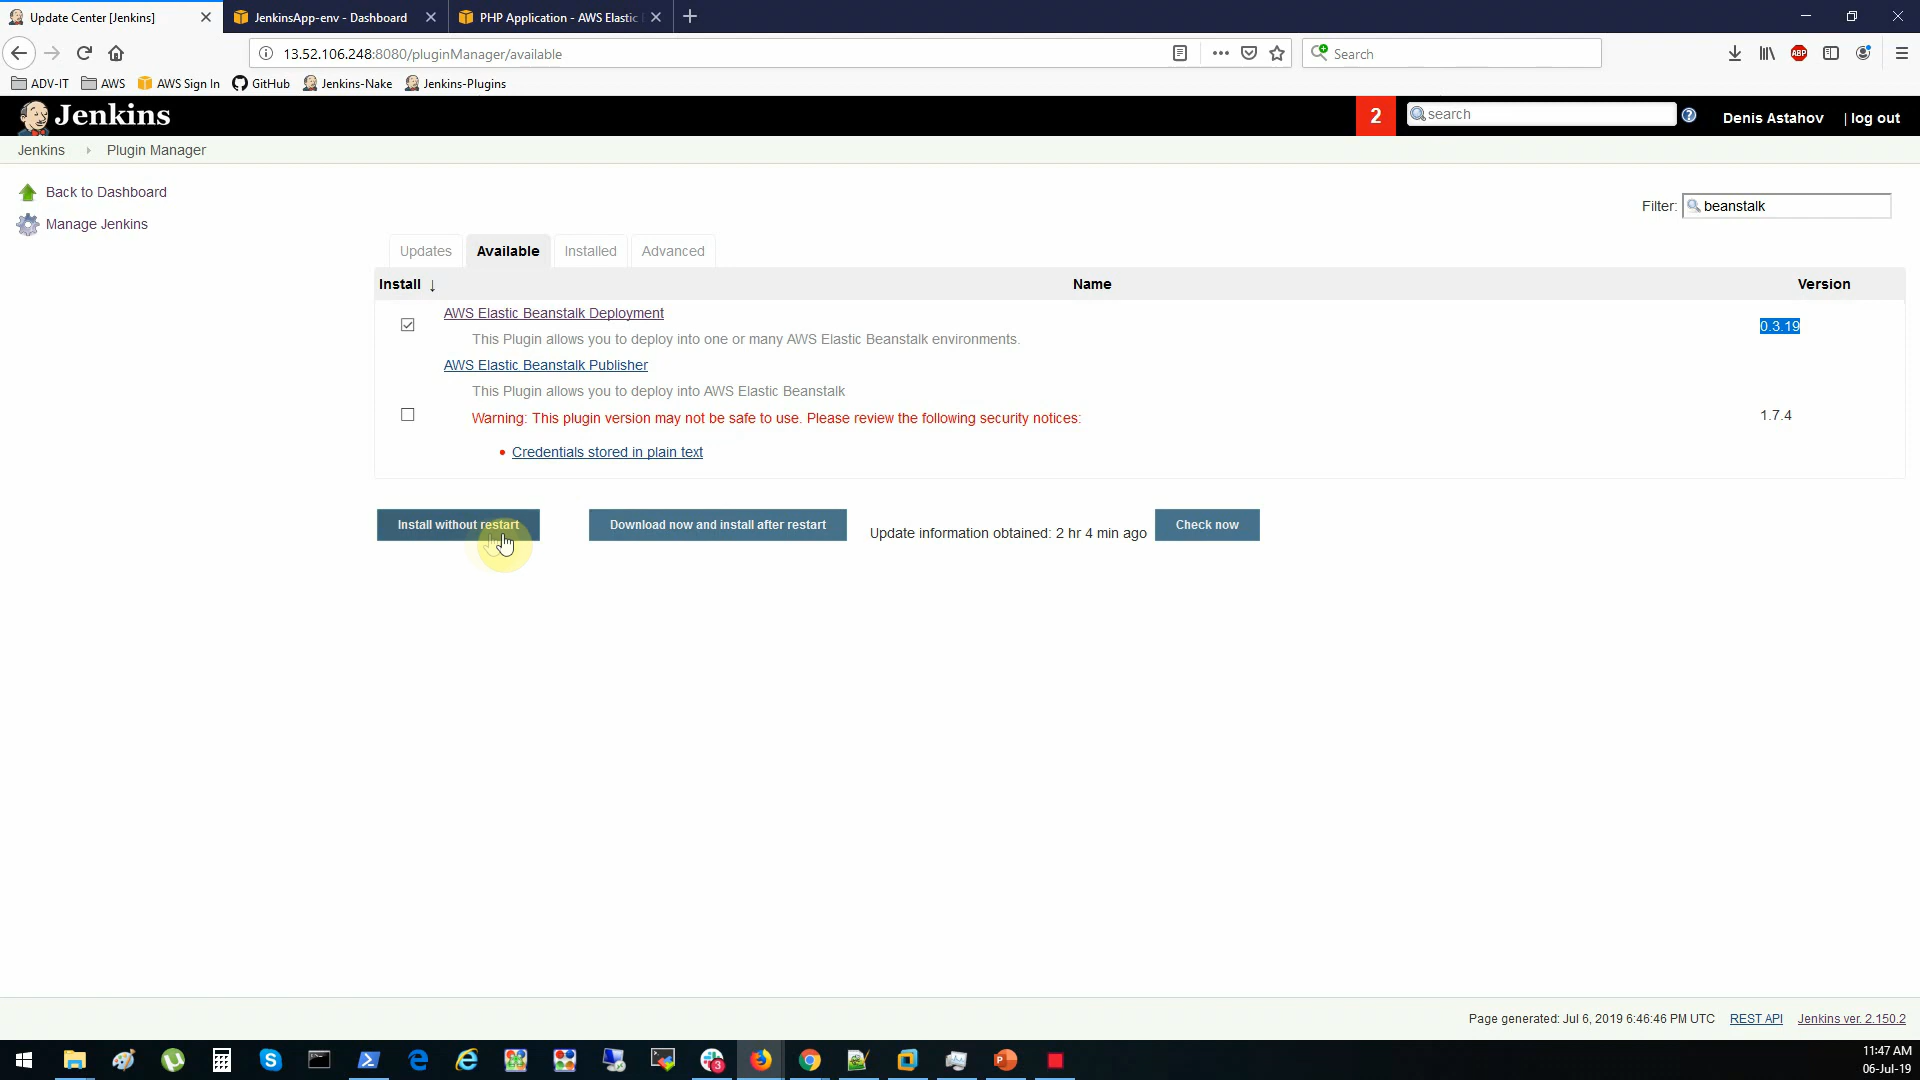 Update Center [Jenkins]
JenkinsApp-env - Dashboard
PHP Application - AWS Elastic
13.52.106.248:8080/pluginManager/available
Search
ADV-IT
AWS
AWS Sign In
GitHub
Jenkins-Nake
Jenkins-Plugins
Jenkins
2
search
Denis Astahov
| log out
Jenkins
Plugin Manager
Back to Dashboard
Manage Jenkins
Filter:
beanstalk
Updates
Available
Installed
Advanced
Install ↓
Name
Version
AWS Elastic Beanstalk Deployment
This Plugin allows you to deploy into one or many AWS Elastic Beanstalk environments.
0.3.19
AWS Elastic Beanstalk Publisher
This Plugin allows you to deploy into AWS Elastic Beanstalk
Warning: This plugin version may not be safe to use. Please review the following security notices:
1.7.4
Credentials stored in plain text
Install without restart
Download now and install after restart
Update information obtained: 2 hr 4 min ago
Check now
Page generated: Jul 6, 2019 6:46:46 PM UTC
REST API
Jenkins ver. 2.150.2
11:47 AM
06-Jul-19
ABP
3